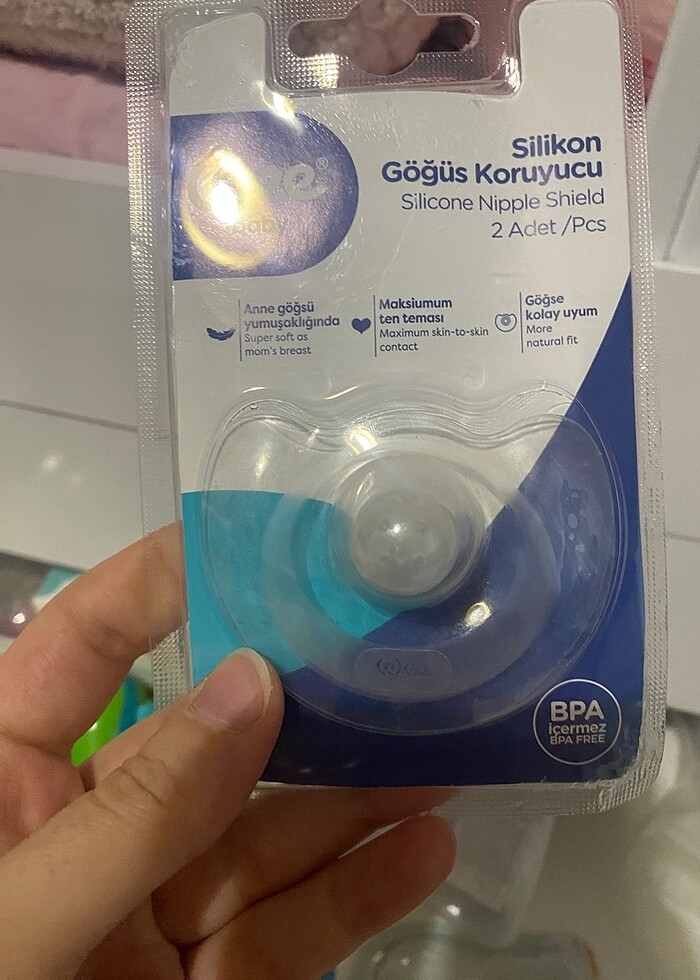 Silikon
Göğüs Koruyucu
Silicone Nipple Shield
2 Adet /Pcs
Baby
Anne göğsü
yumuşaklığında
Super soft as
mom's breast
Maksiumum
ten teması
Maximum skin-to-skin
contact
Göğse
kolay uyum
More
natural fit
BPA
içermez
BPA FREE